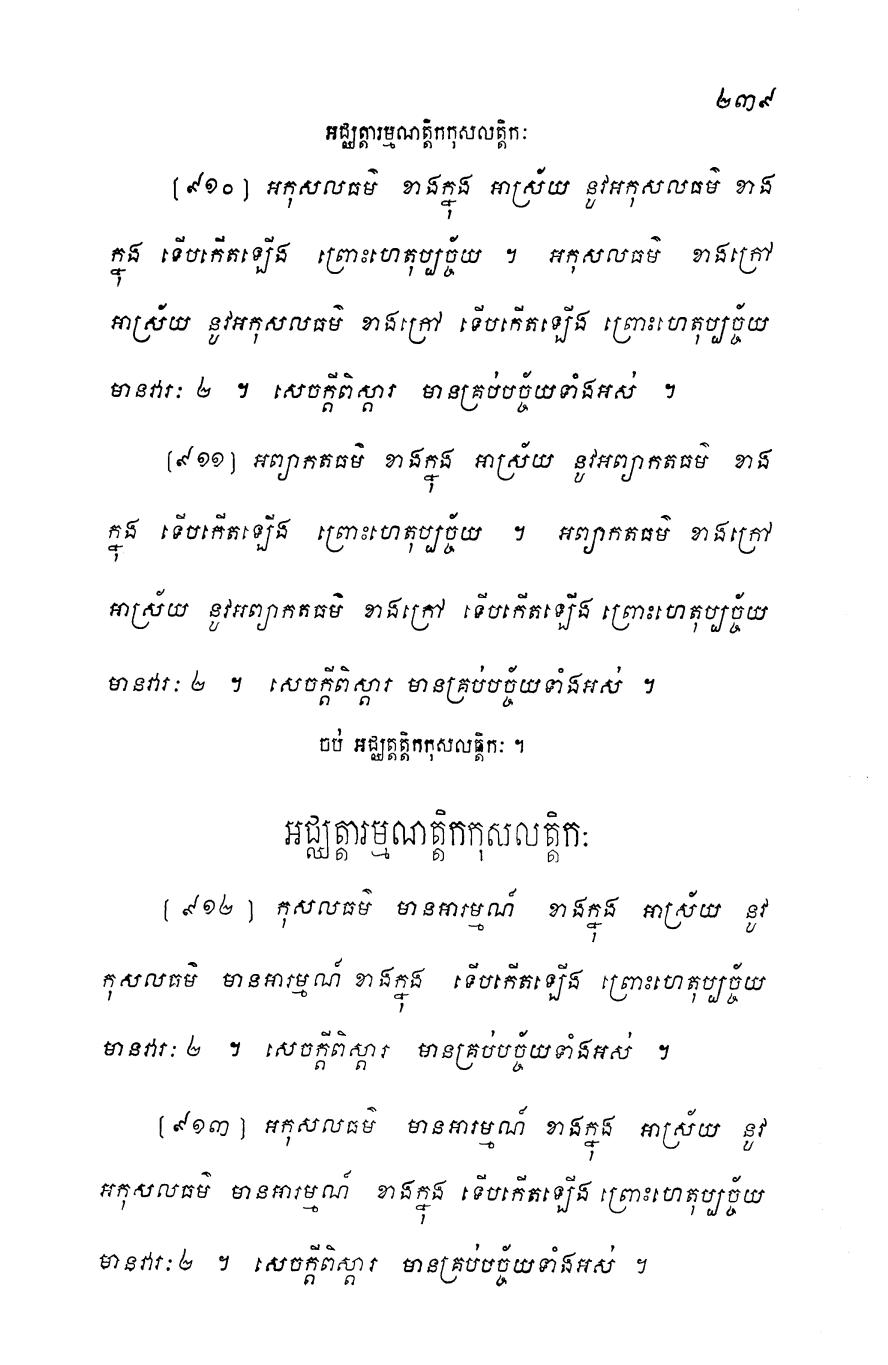 ២៣៩
អជ្ឈត្តារម្មណត្តិកកុសលត្តិកៈ
[៩១០] អកុសលធម៌ ខាងក្នុង អាស្រ័យ នូវអកុសលធម៌ ខាង
ក្នុង ទើបកើតឡើង ព្រោះហេតុប្បច្ច័យ ។ អកុសលធម៌ ខាងក្រៅ
អាស្រ័យ នូវអកុសលធម៌ ខាងក្រៅ ទើបកើតឡើង ព្រោះហេតុប្បច្ច័យ
មានវារៈ ២ ។ សេចក្តីពិស្តារ មានគ្រប់បច្ច័យទាំងអស់ ។
[៩១១] អព្យាកតធម៌ ខាងក្នុង អាស្រ័យ នូវអព្យាកតធម៌ ខាង
ក្នុង ទើបកើតឡើង ព្រោះហេតុប្បច្ច័យ ។ អព្យាកតធម៌ ខាងក្រៅ
អាស្រ័យ នូវអព្យាកតធម៌ ខាងក្រៅ ទើបកើតឡើង ព្រោះហេតុប្បច្ច័យ
មានវារៈ ២ ។ សេចក្តីពិស្តារ មានគ្រប់បច្ច័យទាំងអស់ ។
ចប់ អជ្ឈត្តត្តិកកុសលត្តិកៈ ។
អជ្ឈត្តារម្មណត្តិកកុសលត្តិកៈ
[៩១២] កុសលធម៌ មានអារម្មណ៍ ខាងក្នុង អាស្រ័យ នូវ
កុសលធម៌ មានអារម្មណ៍ ខាងក្នុង ទើបកើតឡើង ព្រោះហេតុប្បច្ច័យ
មានវារៈ ២ ។ សេចក្តីពិស្តារ មានគ្រប់បច្ច័យទាំងអស់ ។
[៩១៣] អកុសលធម៌ មានអារម្មណ៍ ខាងក្នុង អាស្រ័យ នូវ
អកុសលធម៌ មានអារម្មណ៍ ខាងក្នុង ទើបកើតឡើង ព្រោះហេតុប្បច្ច័យ
មានវារៈ ២ ។ សេចក្តីពិស្តារ មានគ្រប់បច្ច័យទាំងអស់ ។